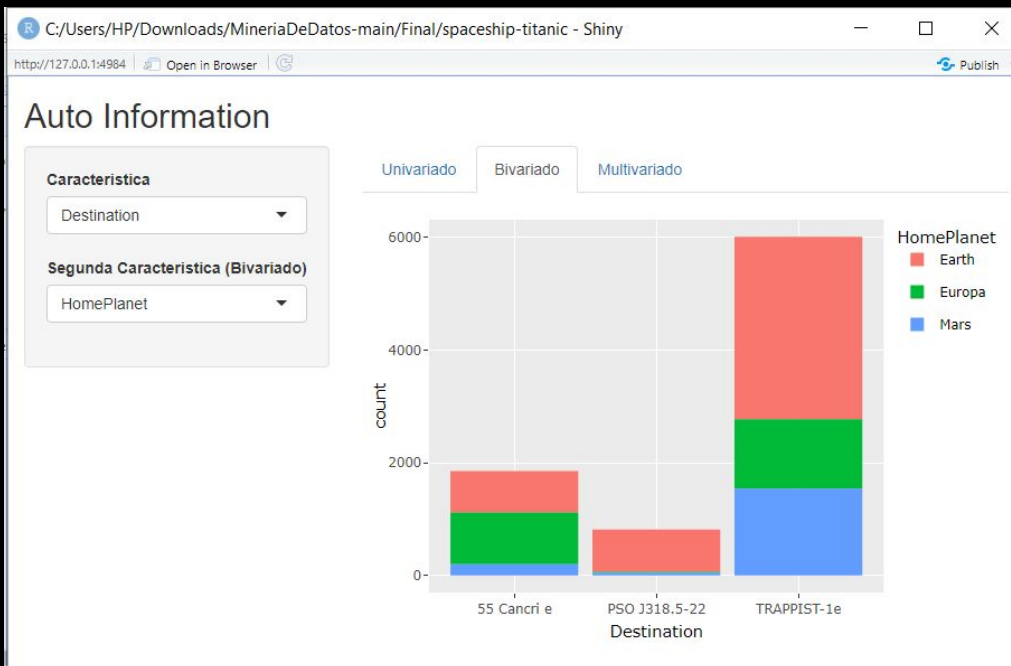 C:/Users/HP/Downloads/MineriaDeDatos-main/Final/spaceship-titanic - Shiny
http://127.0.0.1:4984 Open in Browser Publish
Auto Information
Caracteristica
Destination
Segunda Caracteristica (Bivariado)
HomePlanet
Univariado Bivariado Multivariado
6000
4000
2000
0
count
55 Cancri e PSO J318.5-22 TRAPPIST-1e
Destination
HomePlanet
Earth
Europa
Mars